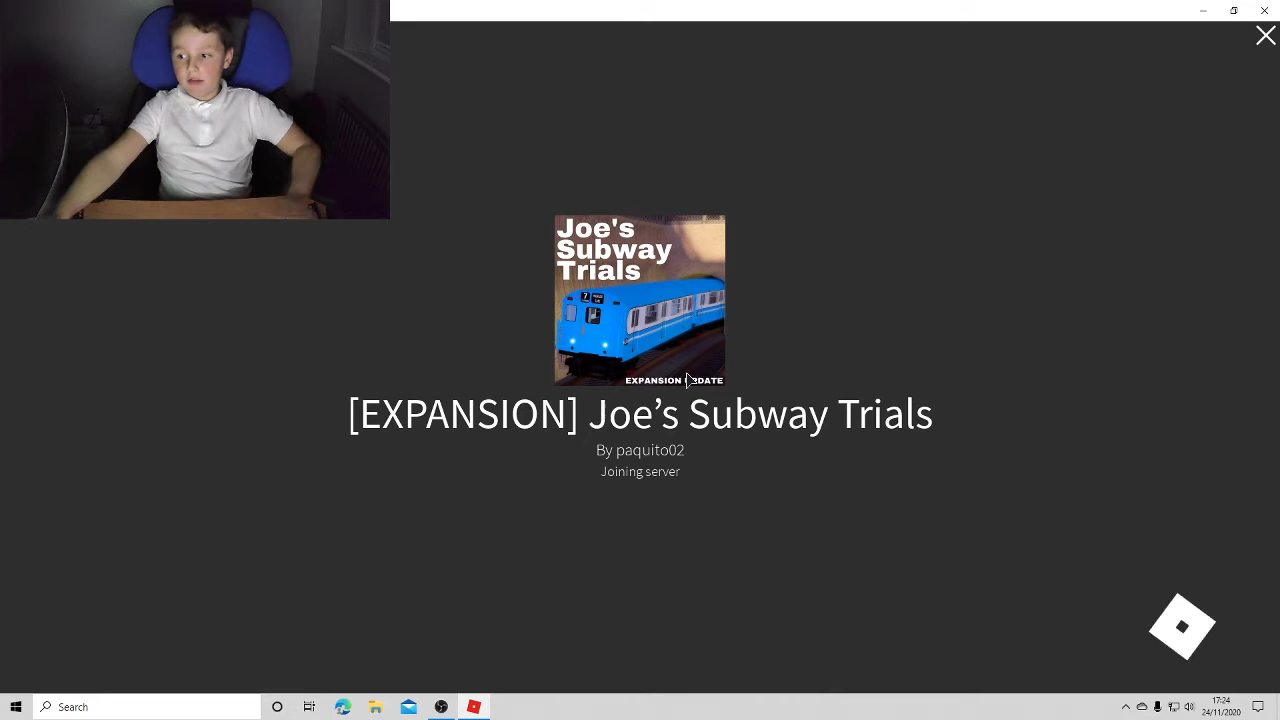 Joe's
Subway
Trials
7
EXPANSION UPDATE
[EXPANSION] Joe’s Subway Trials
By paquito02
Joining server
Search
17:24
24/11/2020